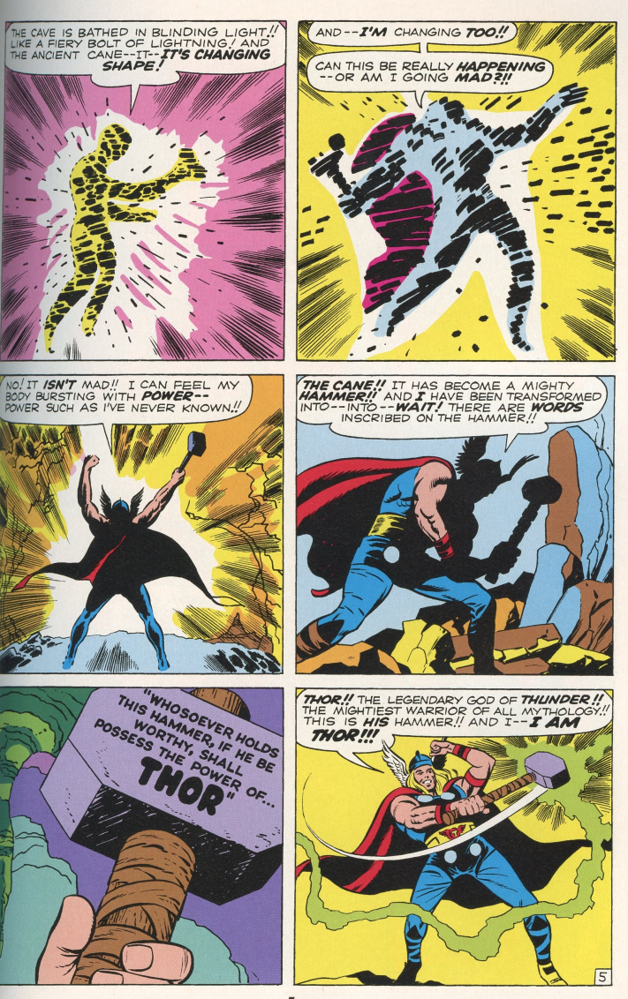 THE CAVE IS BATHED IN BLINDING LIGHT!!
LIKE A FIERY BOLT OF LIGHTNING! AND
THE ANCIENT CANE--IT--IT'S CHANGING
SHAPE!
AND--I'M CHANGING TOO!!
CAN THIS BE REALLY HAPPENING
--OR AM I GOING MAD?!!
NO! IT ISN'T MAD!! I CAN FEEL MY
BODY BURSTING WITH POWER--
POWER SUCH AS I'VE NEVER KNOWN!!
THE CANE!! IT HAS BECOME A MIGHTY
HAMMER!! AND I HAVE BEEN TRANSFORMED
INTO--INTO--WAIT! THERE ARE WORDS
INSCRIBED ON THE HAMMER!!
"WHOSOEVER HOLDS
THIS HAMMER, IF HE BE
WORTHY, SHALL
POSSESS THE POWER OF...
THOR"
THOR!! THE LEGENDARY GOD OF THUNDER!!
THE MIGHTIEST WARRIOR OF ALL MYTHOLOGY!!
THIS IS HIS HAMMER!! AND I--I AM
THOR!!!
5